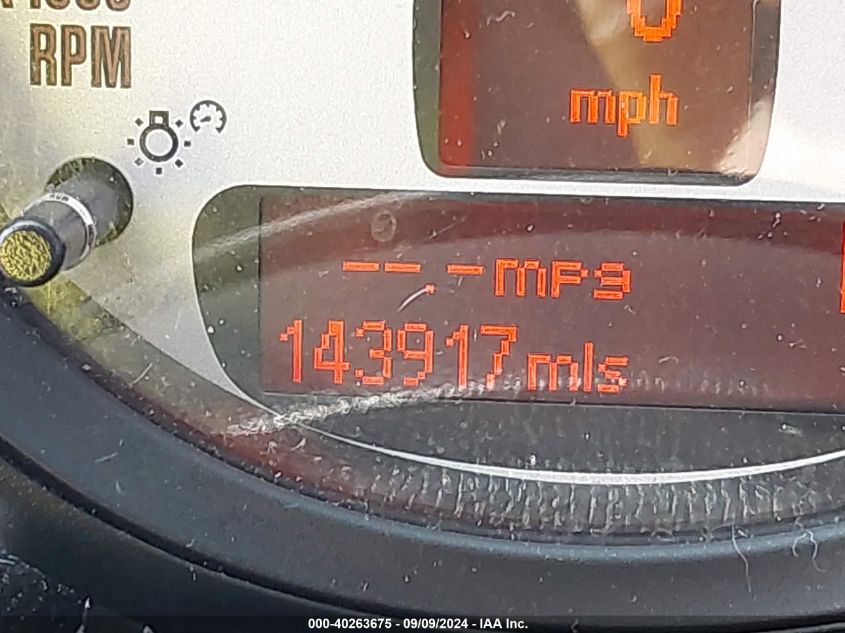 RPM
0
mph
--.-mpg
143917mls
000-40263675 - 09/09/2024 - IAA Inc.